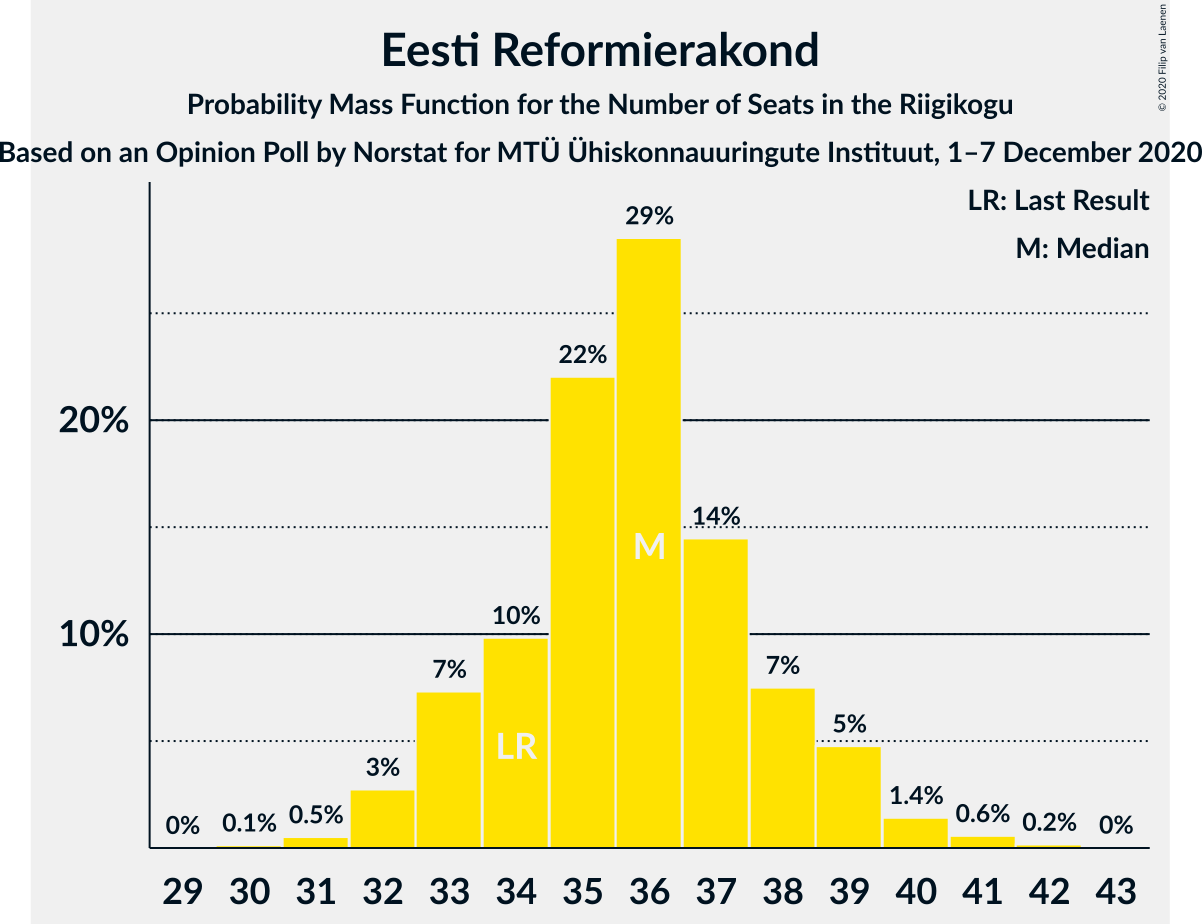 Eesti Reformierakond
Probability Mass Function for the Number of Seats in the Riigikogu
Based on an Opinion Poll by Norstat for MTÜ Ühiskonnauuringute Instituut, 1–7 December 2020
© 2020 Filip van Laenen
LR: Last Result
M: Median
29%
22%
20%
14%
M
10%
10%
7%
7%
5%
LR
3%
0% 0.1% 0.5% 1.4% 0.6% 0.2% 0%
29 30 31 32 33 34 35 36 37 38 39 40 41 42 43